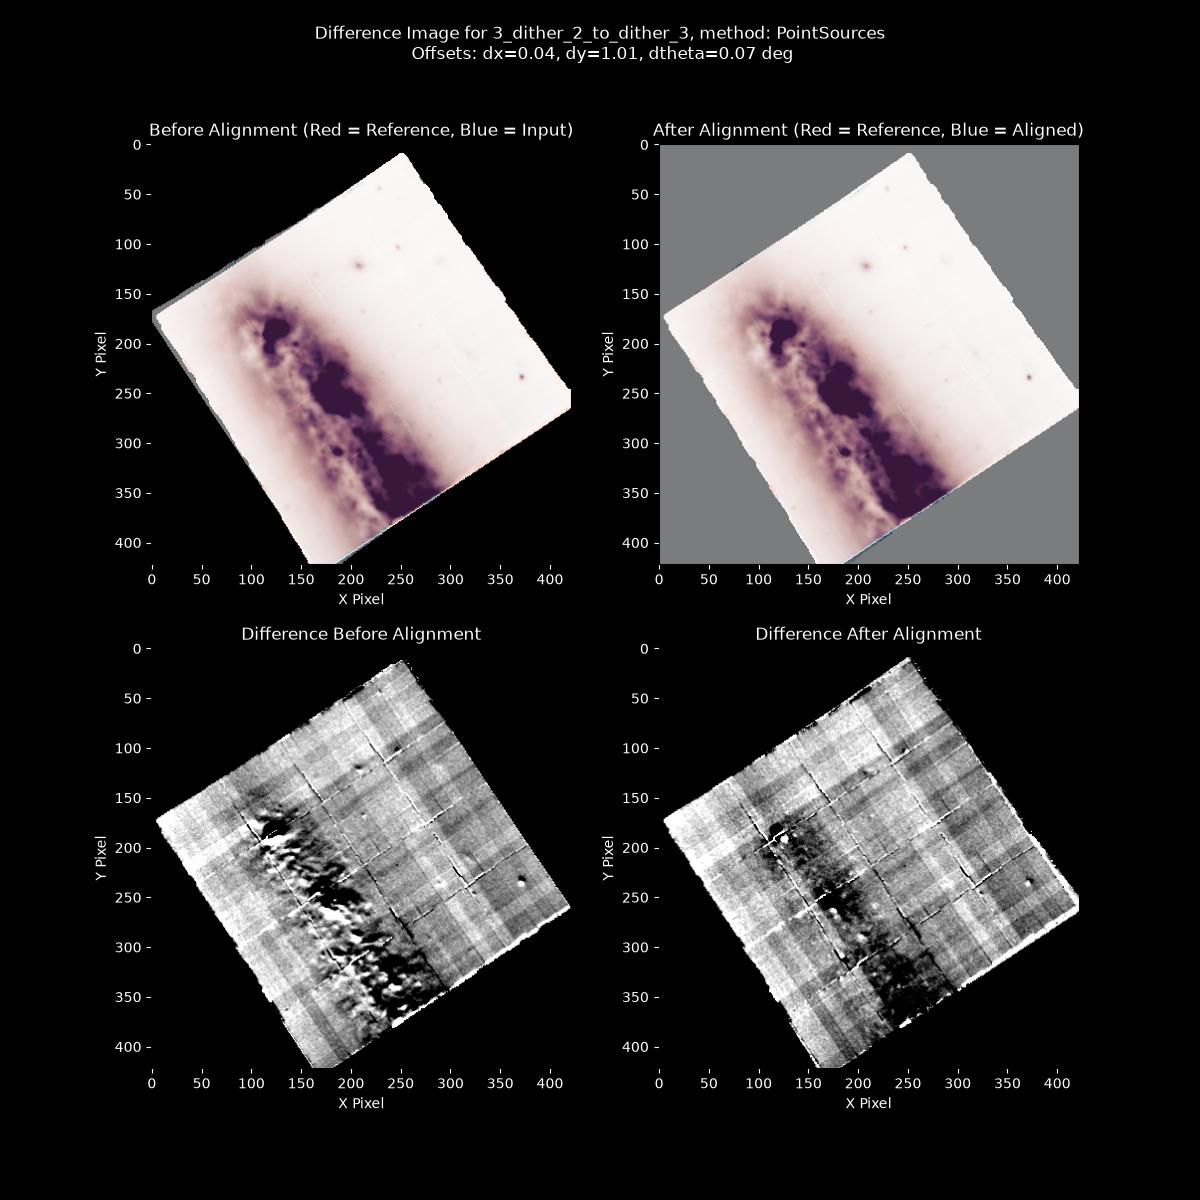 Difference Image for 3_dither_2_to_dither_3, method: PointSources
Offsets: dx=0.04, dy=1.01, dtheta=0.07 deg
Before Alignment (Red = Reference, Blue = Input)
0
50
100
150
200
250
300
350
400
Y Pixel
0 50 100 150 200 250 300 350 400
X Pixel
After Alignment (Red = Reference, Blue = Aligned)
0
50
100
150
200
250
300
350
400
Y Pixel
0 50 100 150 200 250 300 350 400
X Pixel
Difference Before Alignment
0
50
100
150
200
250
300
350
400
Y Pixel
0 50 100 150 200 250 300 350 400
X Pixel
Difference After Alignment
0
50
100
150
200
250
300
350
400
Y Pixel
0 50 100 150 200 250 300 350 400
X Pixel